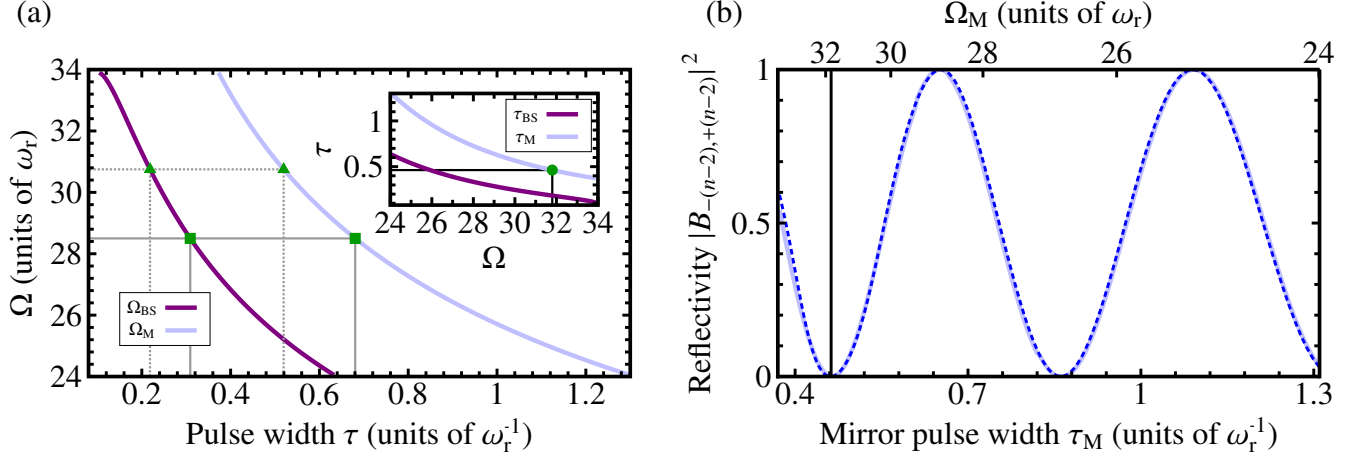 (a)
34
32
30
28
26
24
Ω (units of ω_r)
0.2 0.4 0.6 0.8 1 1.2
Pulse width τ (units of ω_r^-1)
Ω_BS
Ω_M
τ_BS
τ_M
τ
1
0.5
24 26 28 30 32 34
Ω
(b)
Ω_M (units of ω_r)
32 29 28 26 24
1
0.5
0
Reflectivity |B_−(n−2),+(n−2)|^2
0.4 0.7 1 1.3
Mirror pulse width τ_M (units of ω_r^-1)